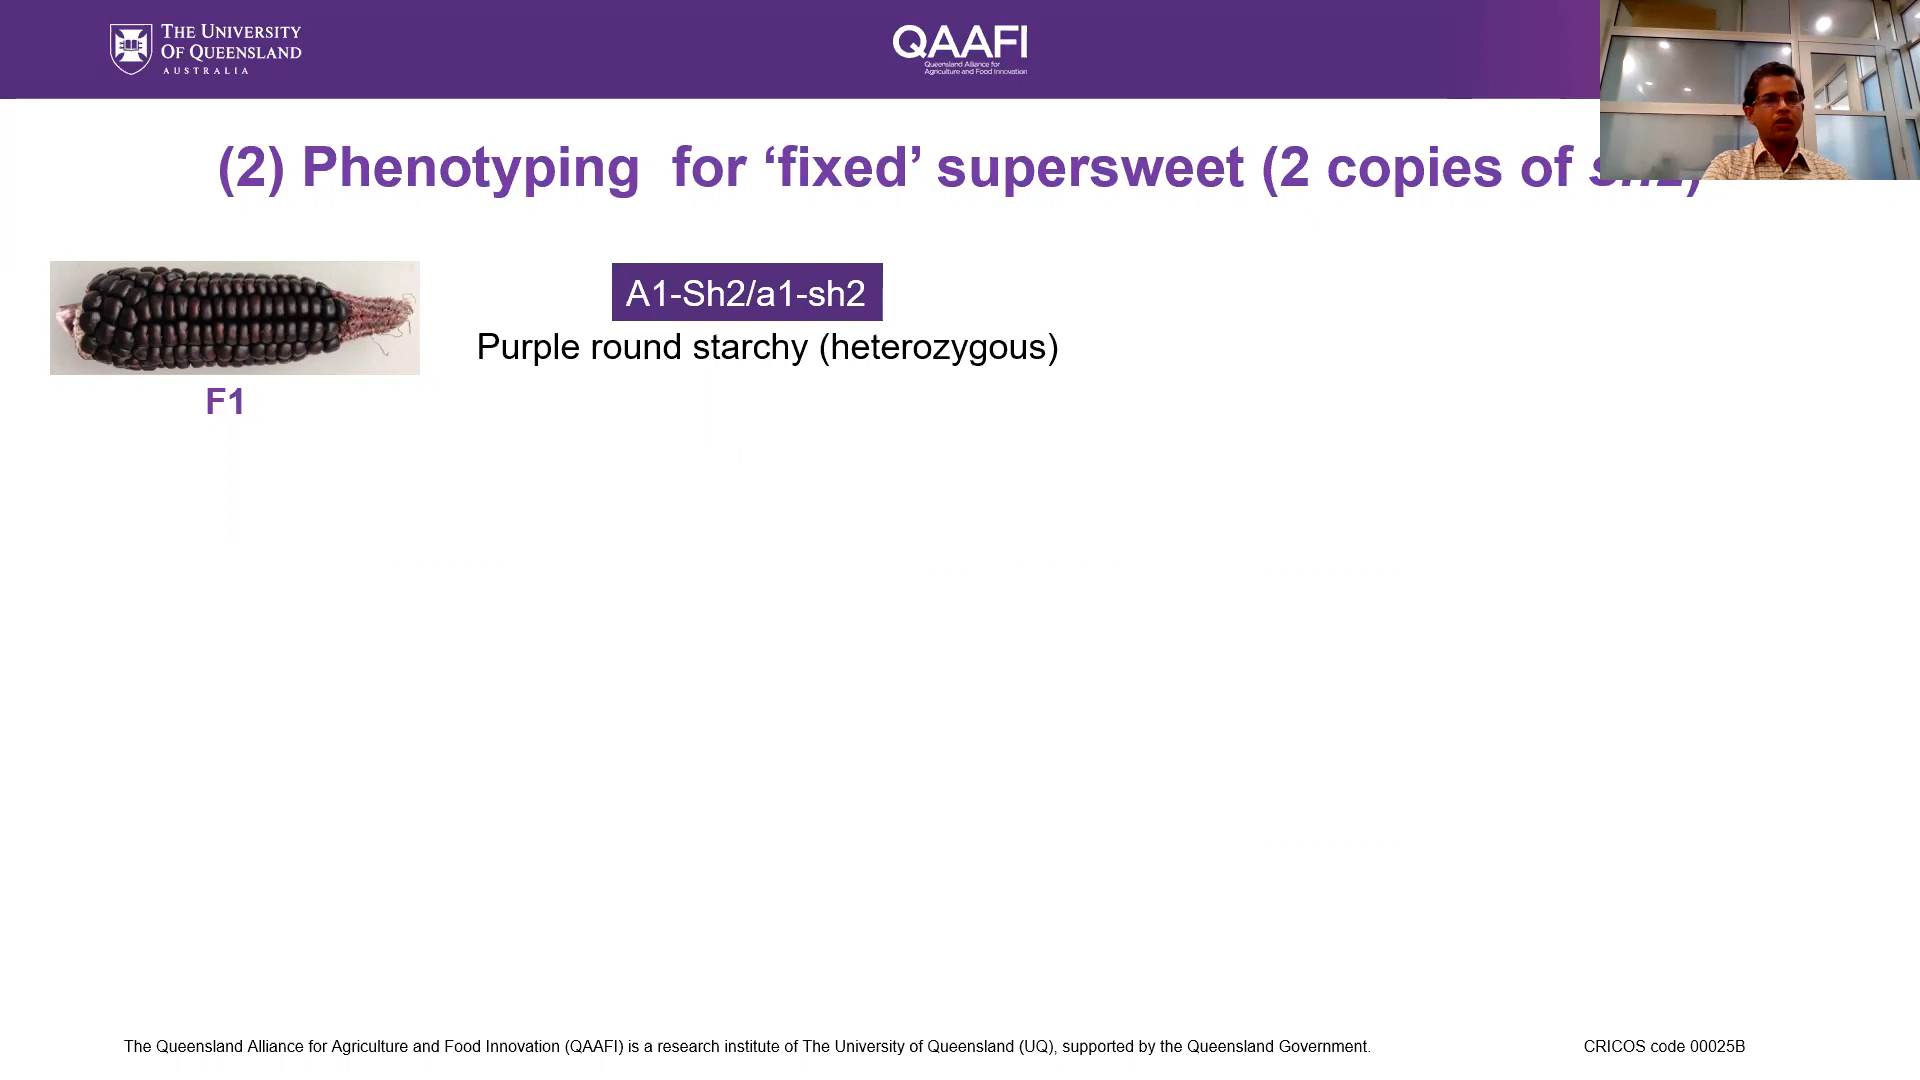 THE UNIVERSITY
OF QUEENSLAND
AUSTRALIA
QAAFI
Queensland Alliance for
Agriculture and Food Innovation
(2) Phenotyping for ‘fixed’ supersweet (2 copies of sh2)
A1-Sh2/a1-sh2
Purple round starchy (heterozygous)
F1
The Queensland Alliance for Agriculture and Food Innovation (QAAFI) is a research institute of The University of Queensland (UQ), supported by the Queensland Government.
CRICOS code 00025B